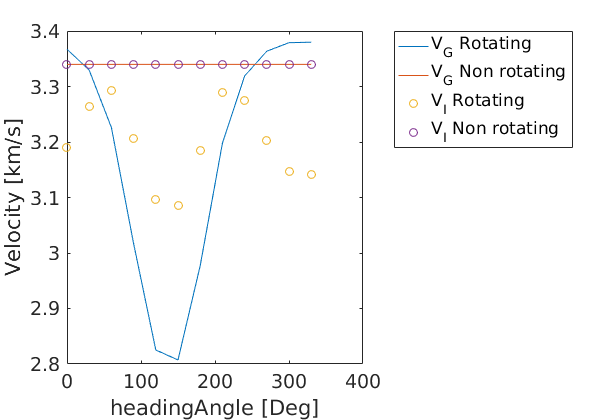 3.4
3.3
3.2
3.1
3
2.9
2.8
Velocity [km/s]
0 100 200 300 400
headingAngle [Deg]
V_G Rotating
V_G Non rotating
V_I Rotating
V_I Non rotating